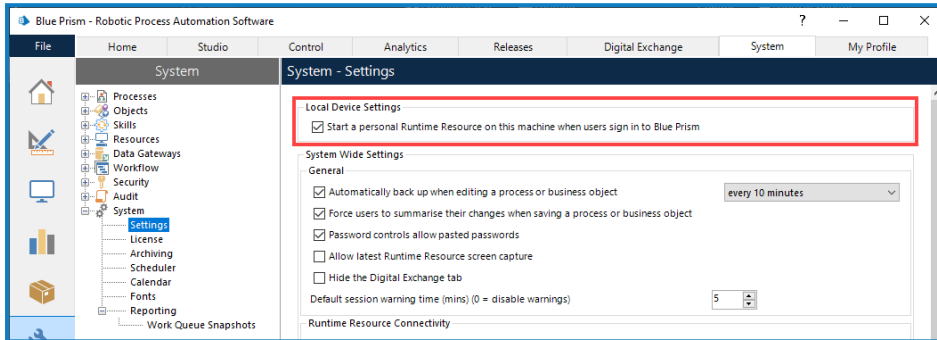 Blue Prism - Robotic Process Automation Software
?
File Home Studio Control Analytics Releases Digital Exchange System My Profile
System
System - Settings
Processes
Objects
Skills
Resources
Data Gateways
Workflow
Security
Audit
System
Settings
License
Archiving
Scheduler
Calendar
Fonts
Reporting
Work Queue Snapshots
Local Device Settings
Start a personal Runtime Resource on this machine when users sign in to Blue Prism
System Wide Settings
General
Automatically back up when editing a process or business object every 10 minutes
Force users to summarise their changes when saving a process or business object
Password controls allow pasted passwords
Allow latest Runtime Resource screen capture
Hide the Digital Exchange tab
Default session warning time (mins) (0 = disable warnings) 5
Runtime Resource Connectivity